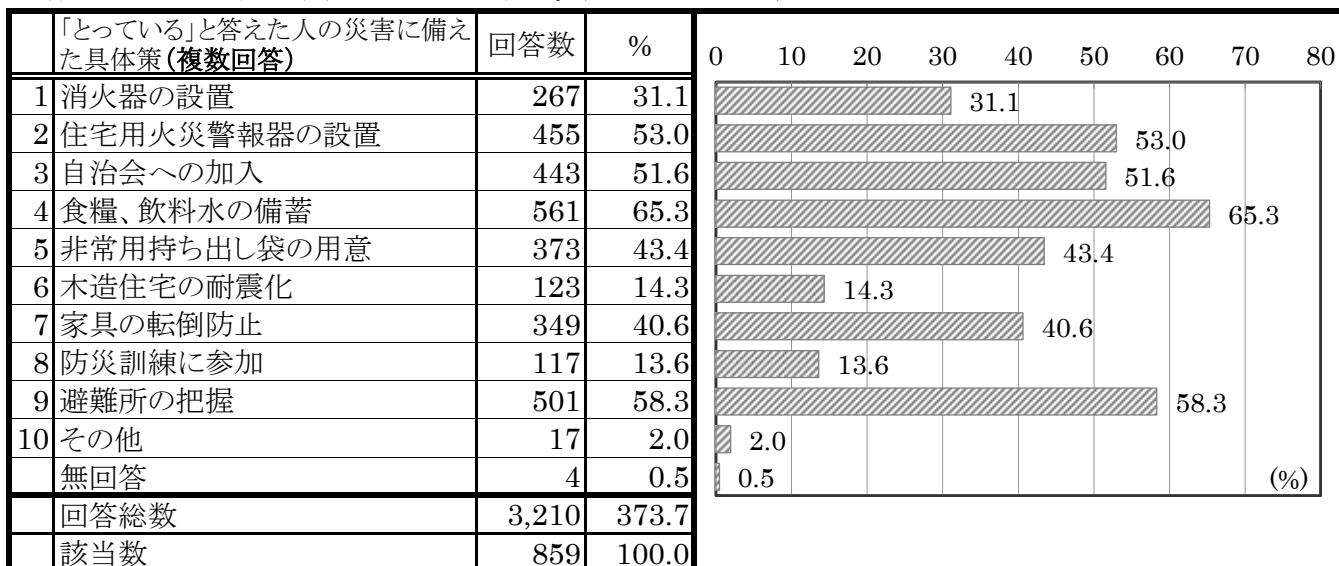 「とっている」と答えた人の災害に備え
た具体策(複数回答) 回答数 %
1 消火器の設置 267 31.1
2 住宅用火災警報器の設置 455 53.0
3 自治会への加入 443 51.6
4 食糧、飲料水の備蓄 561 65.3
5 非常用持ち出し袋の用意 373 43.4
6 木造住宅の耐震化 123 14.3
7 家具の転倒防止 349 40.6
8 防災訓練に参加 117 13.6
9 避難所の把握 501 58.3
10 その他 17 2.0
無回答 4 0.5
回答総数 3,210 373.7
該当数 859 100.0
0 10 20 30 40 50 60 70 80
31.1
53.0
51.6
65.3
43.4
14.3
40.6
13.6
58.3
2.0
0.5 (%)